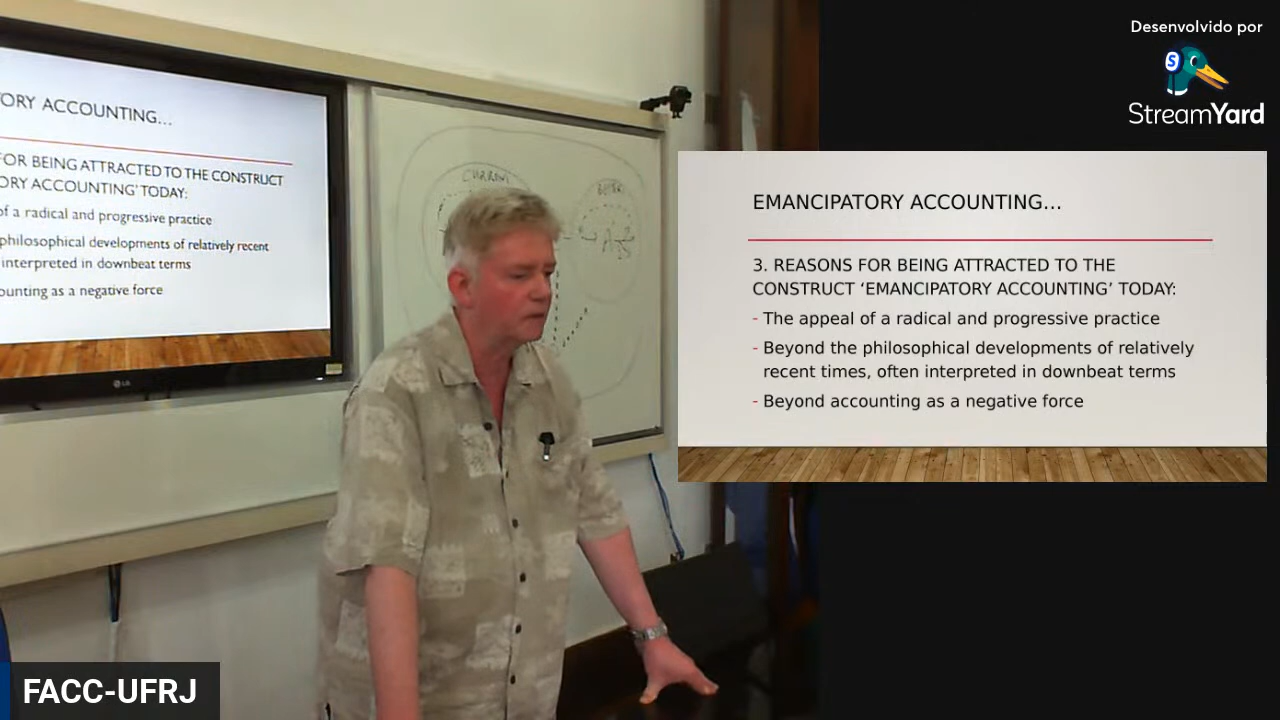 Desenvolvido por
S
StreamYard
ORY ACCOUNTING...
FOR BEING ATTRACTED TO THE CONSTRUCT
ORY ACCOUNTING' TODAY:
of a radical and progressive practice
philosophical developments of relatively recent
interpreted in downbeat terms
ounting as a negative force
LG
CURRENT
EMANCIPATORY ACCOUNTING...
3. REASONS FOR BEING ATTRACTED TO THE
CONSTRUCT ‘EMANCIPATORY ACCOUNTING’ TODAY:
- The appeal of a radical and progressive practice
- Beyond the philosophical developments of relatively
recent times, often interpreted in downbeat terms
- Beyond accounting as a negative force
FACC-UFRJ